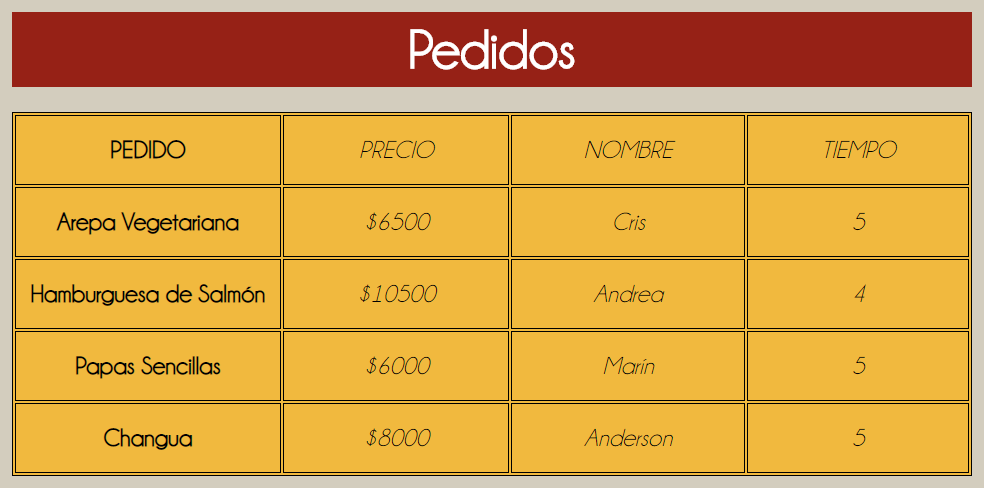 Pedidos
PEDIDO PRECIO NOMBRE TIEMPO
Arepa Vegetariana $6500 Cris 5
Hamburguesa de Salmón $10500 Andrea 4
Papas Sencillas $6000 Marín 5
Changua $8000 Anderson 5